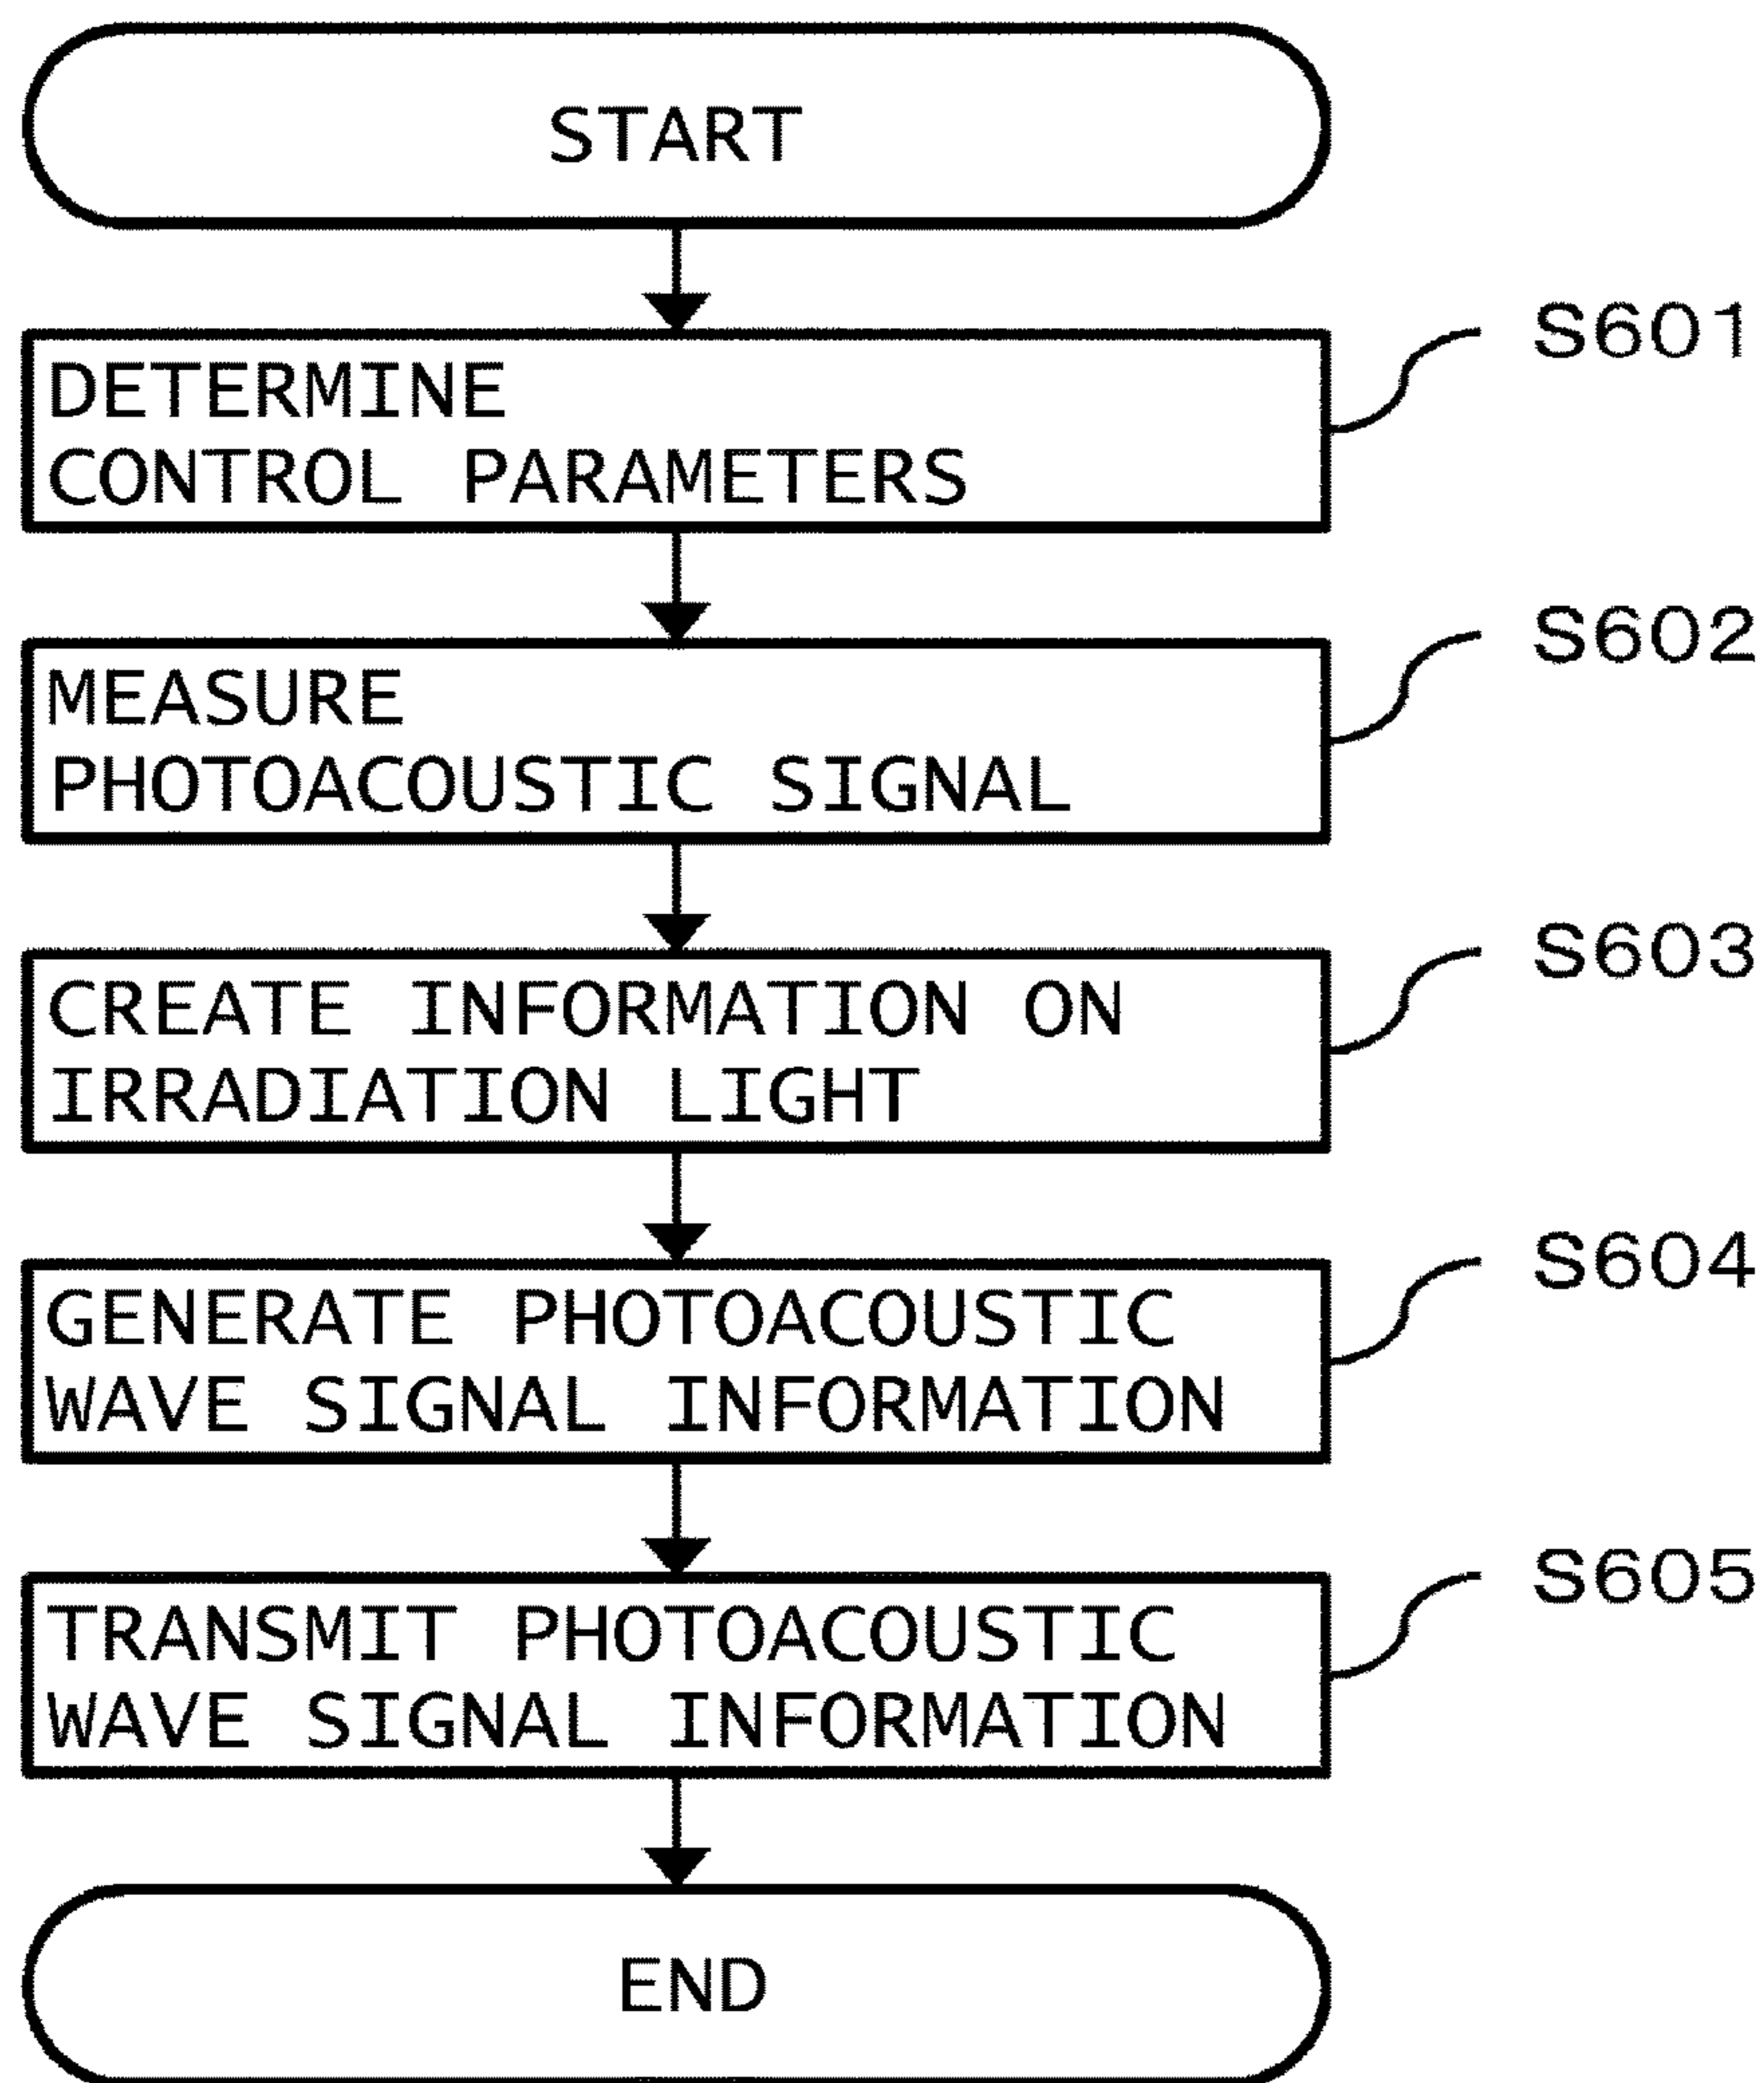 START
S601
DETERMINE
CONTROL PARAMETERS
S602
MEASURE
PHOTOACOUSTIC SIGNAL
S603
CREATE INFORMATION ON
IRRADIATION LIGHT
S604
GENERATE PHOTOACOUSTIC
WAVE SIGNAL INFORMATION
S605
TRANSMIT PHOTOACOUSTIC
WAVE SIGNAL INFORMATION
END